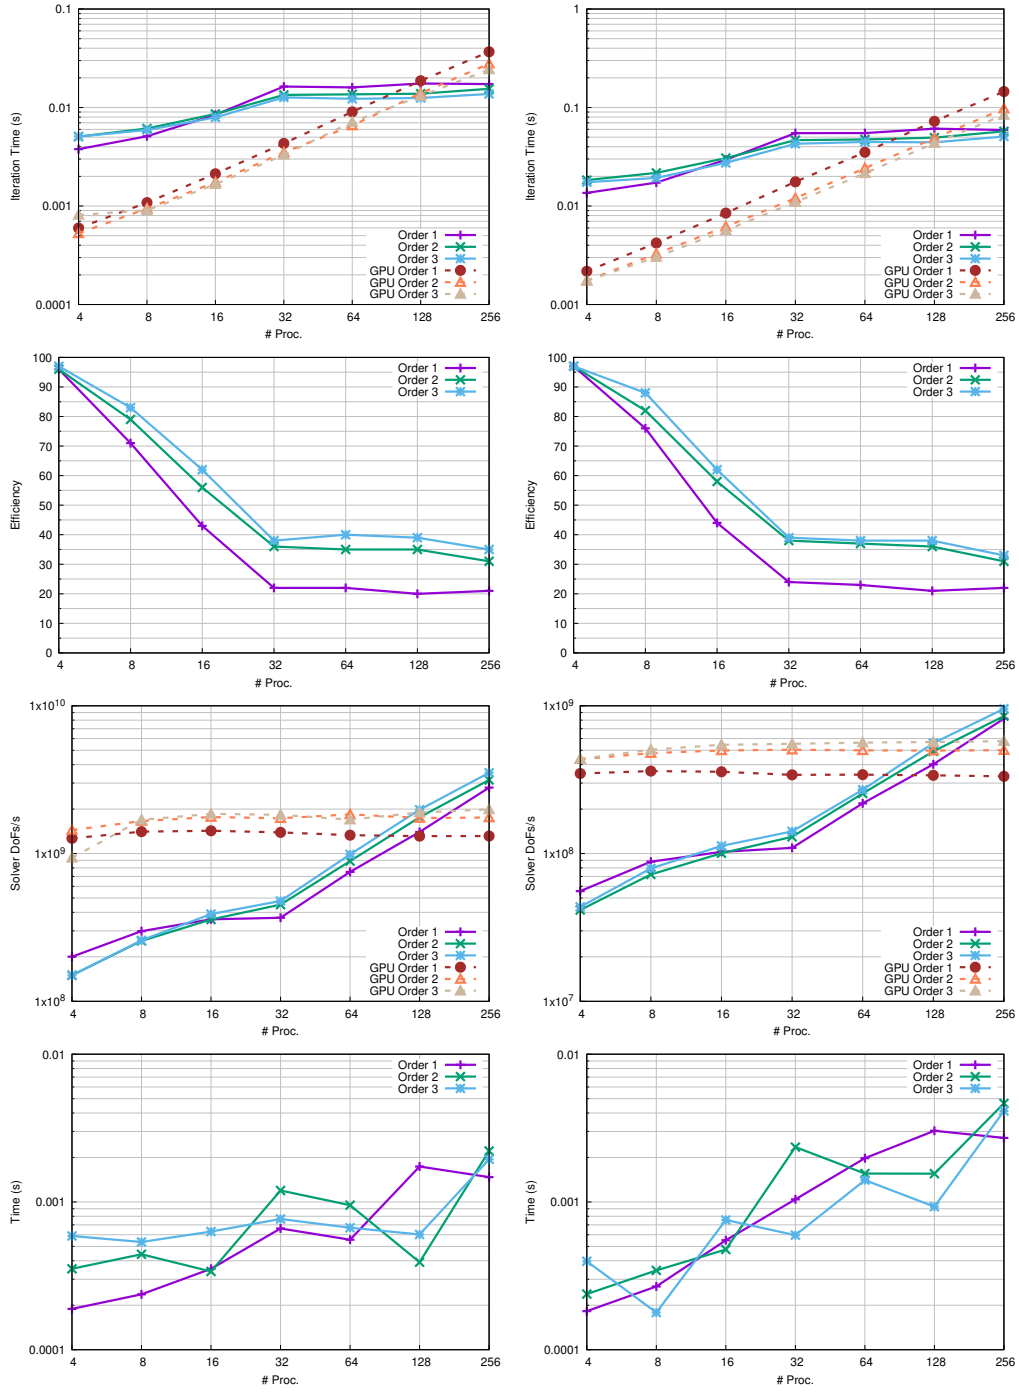 0.1
0.01
0.001
0.0001
Iteration Time (s)
Order 1
Order 2
Order 3
GPU Order 1
GPU Order 2
GPU Order 3
4 8 16 32 64 128 256
# Proc.
1
0.1
0.01
0.001
Iteration Time (s)
Order 1
Order 2
Order 3
GPU Order 1
GPU Order 2
GPU Order 3
4 8 16 32 64 128 256
# Proc.
100
90
80
70
60
50
40
30
20
10
0
Efficiency
Order 1
Order 2
Order 3
4 8 16 32 64 128 256
# Proc.
100
90
80
70
60
50
40
30
20
10
0
Efficiency
Order 1
Order 2
Order 3
4 8 16 32 64 128 256
# Proc.
1x10^10
1x10^9
1x10^8
Solver DoFs/s
Order 1
Order 2
Order 3
GPU Order 1
GPU Order 2
GPU Order 3
4 8 16 32 64 128 256
# Proc.
1x10^9
1x10^8
1x10^7
Solver DoFs/s
Order 1
Order 2
Order 3
GPU Order 1
GPU Order 2
GPU Order 3
4 8 16 32 64 128 256
# Proc.
0.01
0.001
0.0001
Time (s)
Order 1
Order 2
Order 3
4 8 16 32 64 128 256
# Proc.
0.01
0.001
0.0001
Time (s)
Order 1
Order 2
Order 3
4 8 16 32 64 128 256
# Proc.